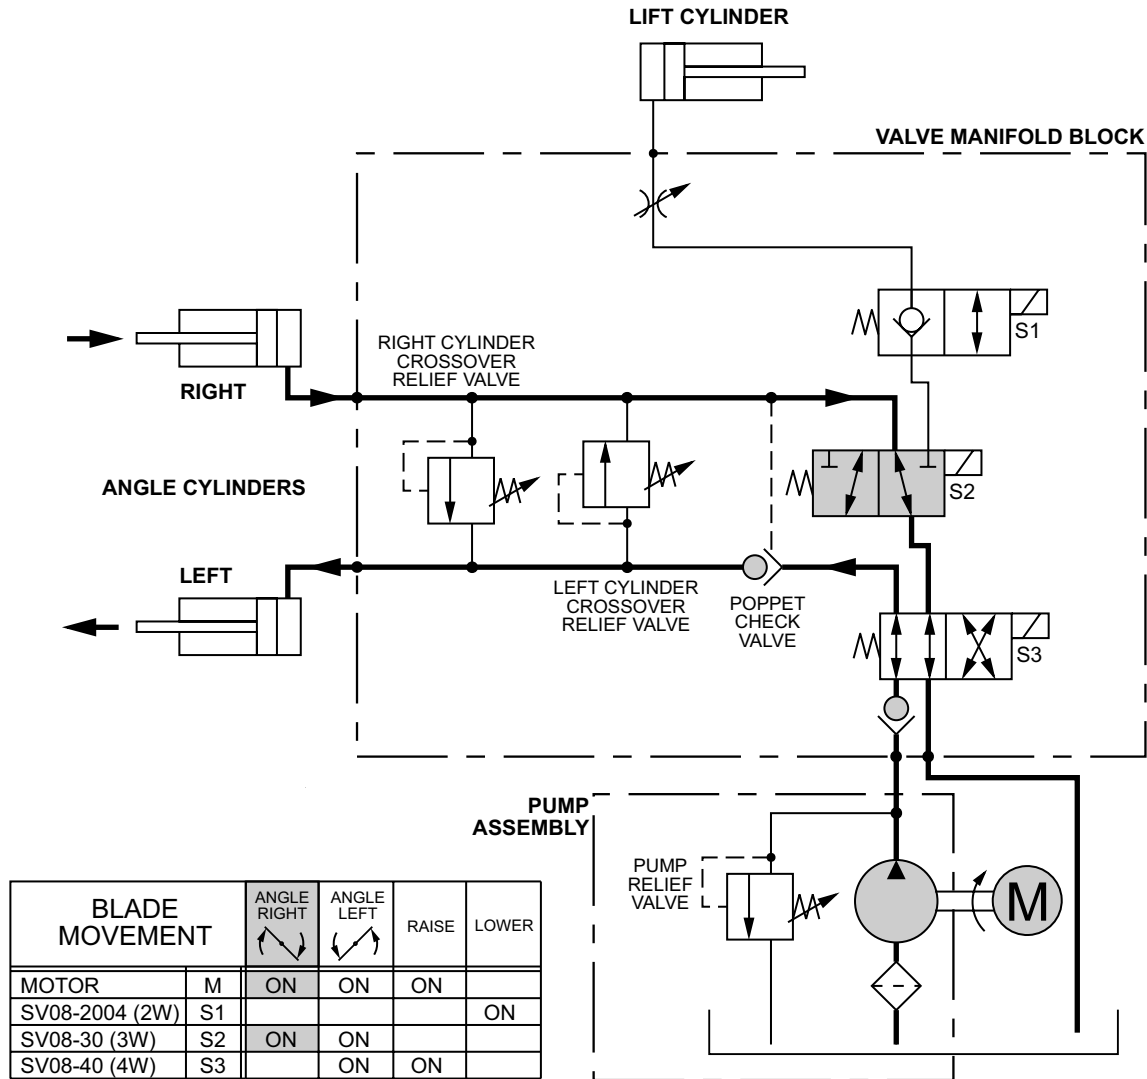 LIFT CYLINDER
VALVE MANIFOLD BLOCK
S1
RIGHT CYLINDER
CROSSOVER
RELIEF VALVE
RIGHT
ANGLE CYLINDERS
S2
LEFT
LEFT CYLINDER
CROSSOVER
RELIEF VALVE
POPPET
CHECK
VALVE
S3
PUMP
ASSEMBLY
PUMP
RELIEF
VALVE
M
BLADE
MOVEMENT
ANGLE
RIGHT
ANGLE
LEFT
RAISE
LOWER
MOTOR M ON ON ON
SV08-2004 (2W) S1 ON
SV08-30 (3W) S2 ON ON
SV08-40 (4W) S3 ON ON